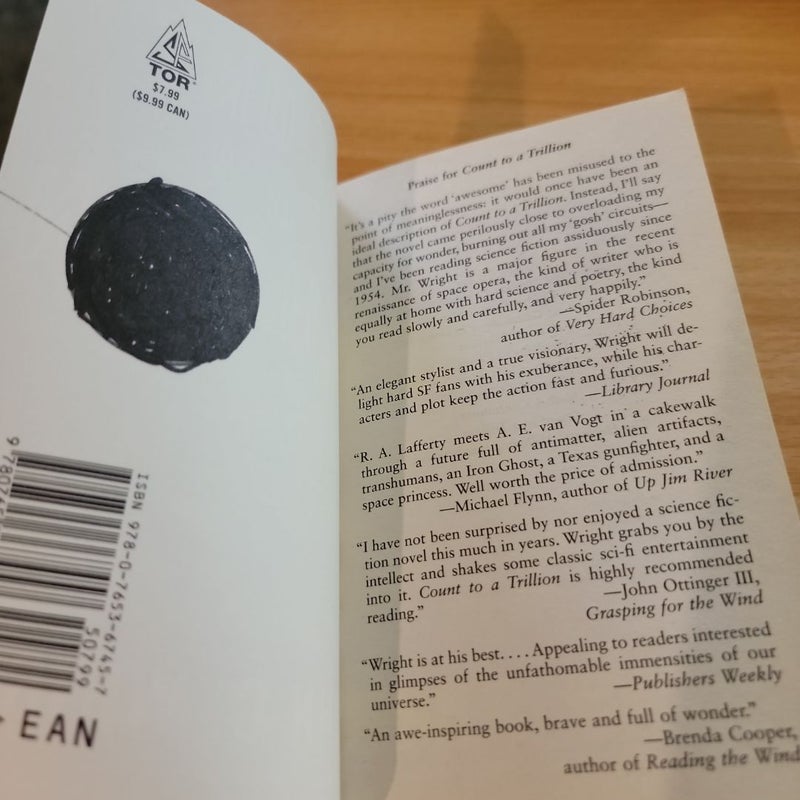 TOR
$7.99
($9.99 CAN)
ISBN 978-0-7653-6745-7
50799
EAN
Praise for Count to a Trillion
“It’s a pity the word ‘awesome’ has been misused to the
point of meaninglessness: it would once have been an
ideal description of Count to a Trillion. Instead, I’ll say
that the novel came perilously close to overloading my
capacity for wonder, burning out all my ‘gosh’ circuits—
and I’ve been reading science fiction assiduously since
1954. Mr. Wright is a major figure in the recent
renaissance of space opera, the kind of writer who is
equally at home with hard science and poetry, the kind
you read slowly and carefully, and very happily.”
—Spider Robinson,
author of Very Hard Choices
“An elegant stylist and a true visionary, Wright will de-
light hard SF fans with his exuberance, while his char-
acters and plot keep the action fast and furious.”
—Library Journal
“R. A. Lafferty meets A. E. van Vogt in a cakewalk
through a future full of antimatter, alien artifacts,
transhumans, an Iron Ghost, a Texas gunfighter, and a
space princess. Well worth the price of admission.”
—Michael Flynn, author of Up Jim River
“I have not been surprised by nor enjoyed a science fic-
tion novel this much in years. Wright grabs you by the
intellect and shakes some classic sci-fi entertainment
into it. Count to a Trillion is highly recommended
reading.”
—John Ottinger III,
Grasping for the Wind
“Wright is at his best. . . . Appealing to readers interested
in glimpses of the unfathomable immensities of our
universe.”
—Publishers Weekly
“An awe-inspiring book, brave and full of wonder.”
—Brenda Cooper,
author of Reading the Wind